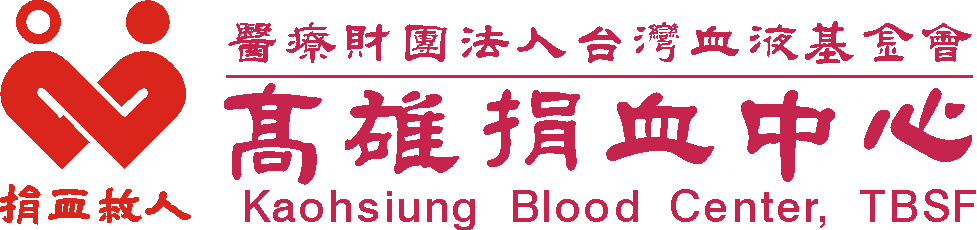 醫療財團法人台灣血液基金會
高雄捐血中心
Kaohsiung Blood Center, TBSF
捐血救人